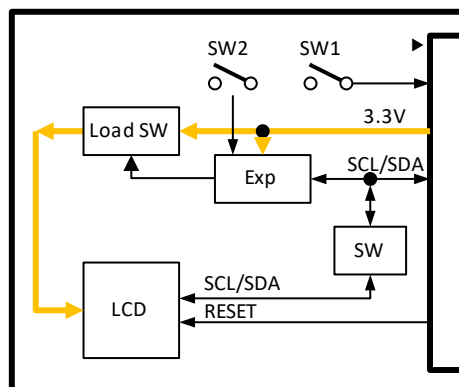 SW2
SW1
Load SW
3.3V
Exp
SCL/SDA
SW
LCD
SCL/SDA
RESET